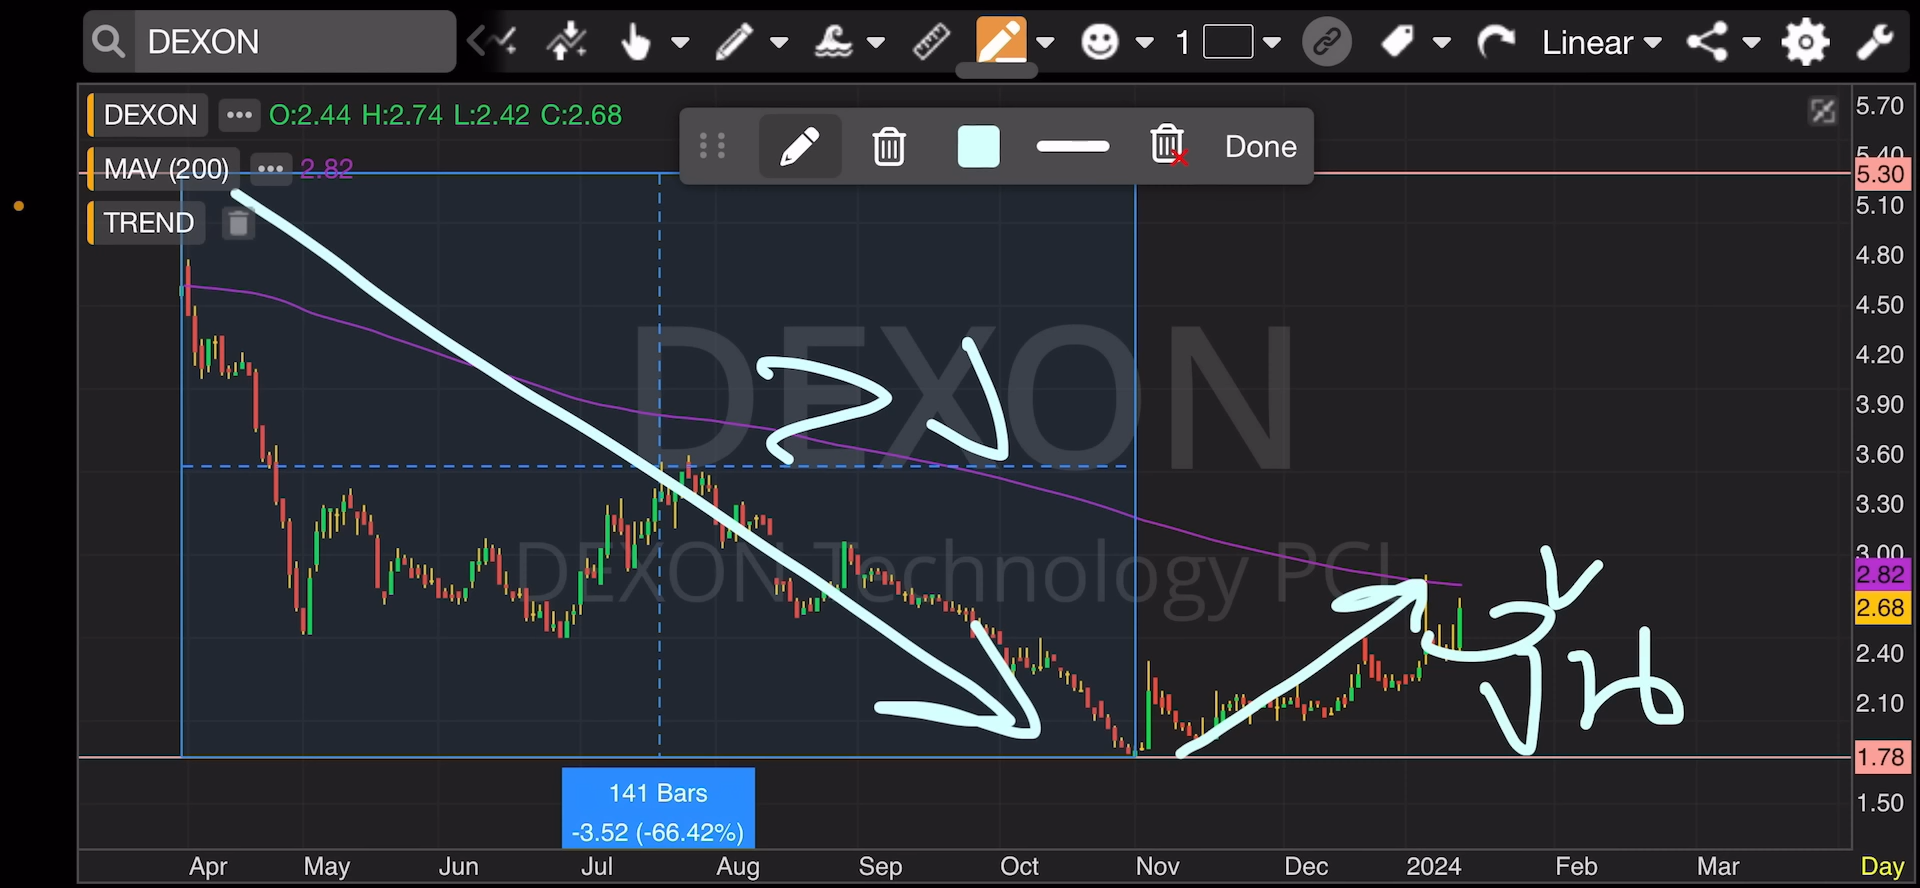 DEXON
1
Linear
DEXON ••• O:2.44 H:2.74 L:2.42 C:2.68
MAV (200) ••• 2.82
TREND
Done
DEXON
DEXON Technology PCL
5.70
5.40
5.30
5.10
4.80
4.50
4.20
3.90
3.60
3.30
3.00
2.82
2.68
2.40
2.10
1.78
1.50
141 Bars
-3.52 (-66.42%)
Apr May Jun Jul Aug Sep Oct Nov Dec 2024 Feb Mar Day